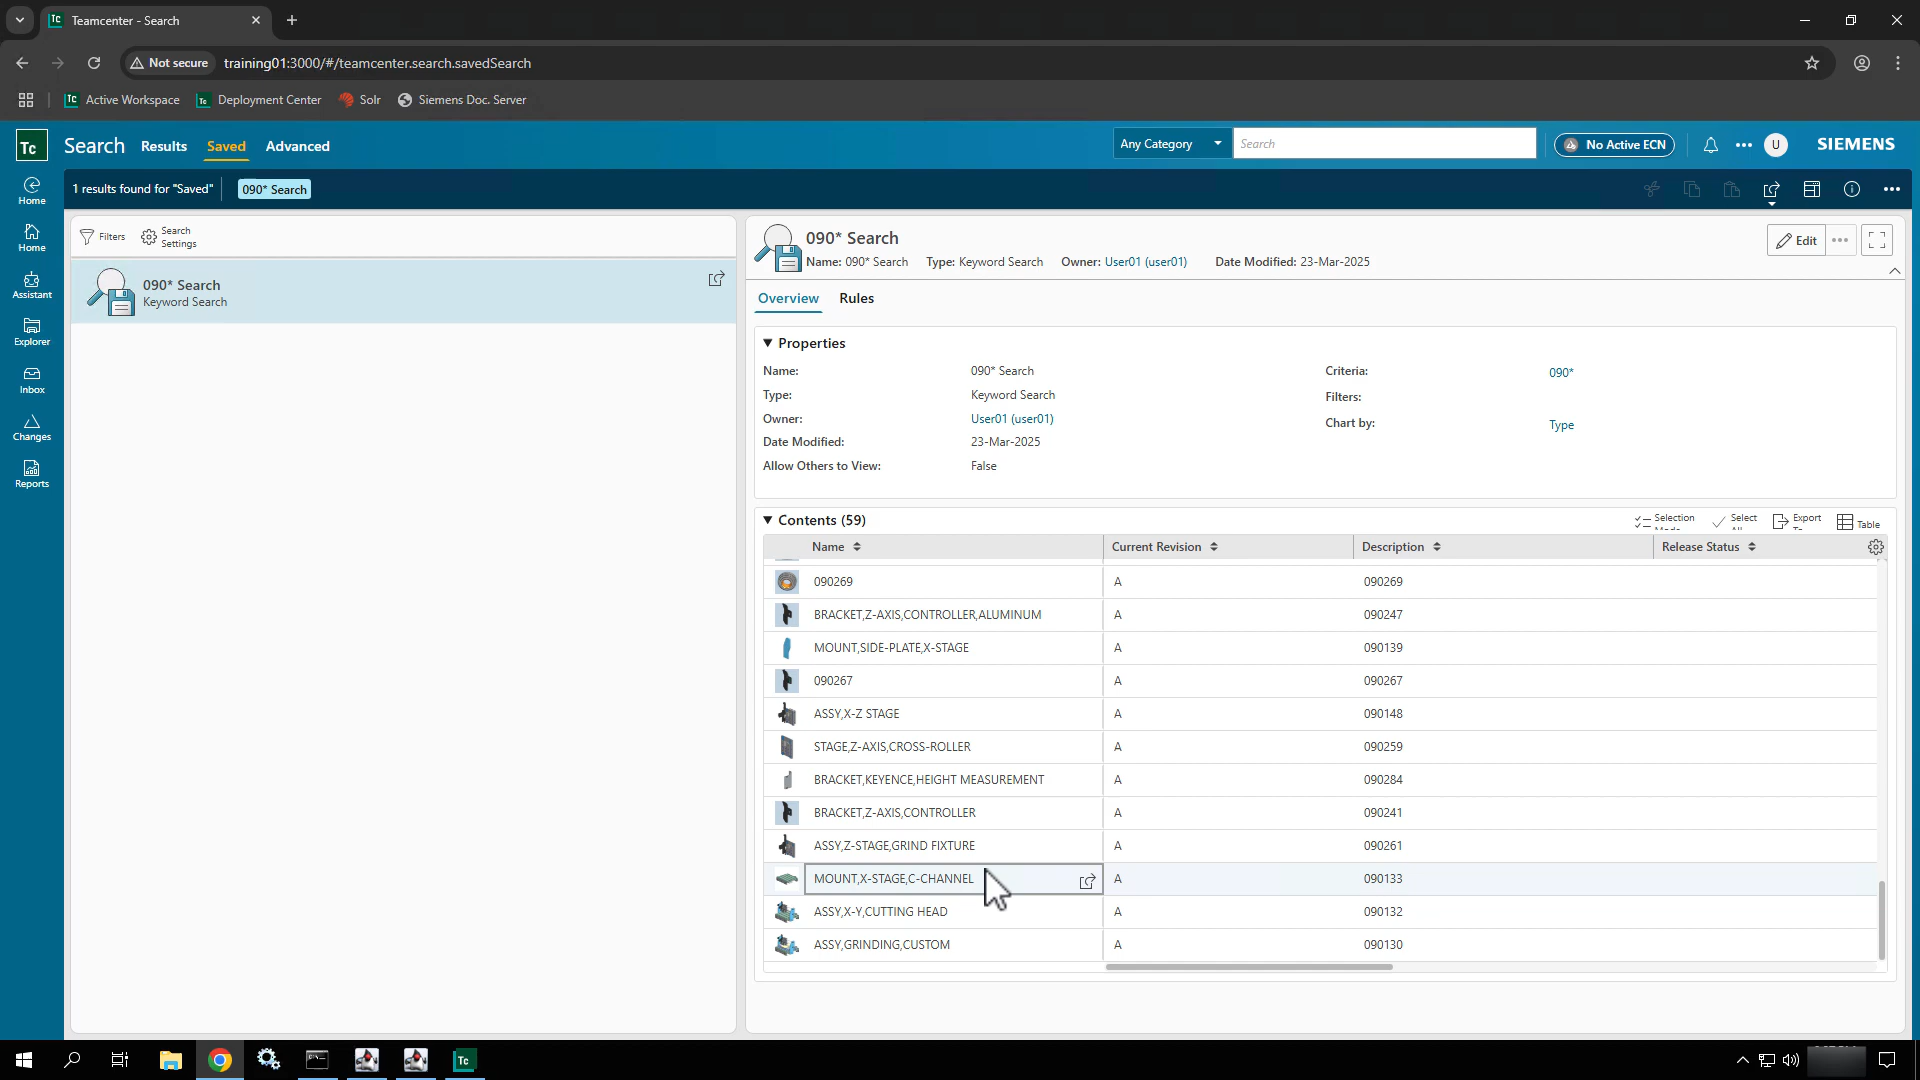 Teamcenter - Search
Not secure
training01:3000/#/teamcenter.search.savedSearch
Active Workspace
Deployment Center
Solr
Siemens Doc. Server
Tc
Search
Results
Saved
Advanced
Any Category
Search
No Active ECN
U
SIEMENS
1 results found for "Saved"
090* Search
Home
Home
Assistant
Explorer
Inbox
Changes
Reports
Filters
Search Settings
090* Search
Keyword Search
090* Search
Name: 090* Search
Type: Keyword Search
Owner: User01 (user01)
Date Modified: 23-Mar-2025
Edit
Overview
Rules
Properties
Name: 090* Search
Type: Keyword Search
Owner: User01 (user01)
Date Modified: 23-Mar-2025
Allow Others to View: False
Criteria: 090*
Filters:
Chart by: Type
Contents (59)
Selection
Select
Export
Table
Name Current Revision Description Release Status
090269 A 090269
BRACKET,Z-AXIS,CONTROLLER,ALUMINUM A 090247
MOUNT,SIDE-PLATE,X-STAGE A 090139
090267 A 090267
ASSY,X-Z STAGE A 090148
STAGE,Z-AXIS,CROSS-ROLLER A 090259
BRACKET,KEYENCE,HEIGHT MEASUREMENT A 090284
BRACKET,Z-AXIS,CONTROLLER A 090241
ASSY,Z-STAGE,GRIND FIXTURE A 090261
MOUNT,X-STAGE,C-CHANNEL A 090133
ASSY,X-Y,CUTTING HEAD A 090132
ASSY,GRINDING,CUSTOM A 090130
Tc